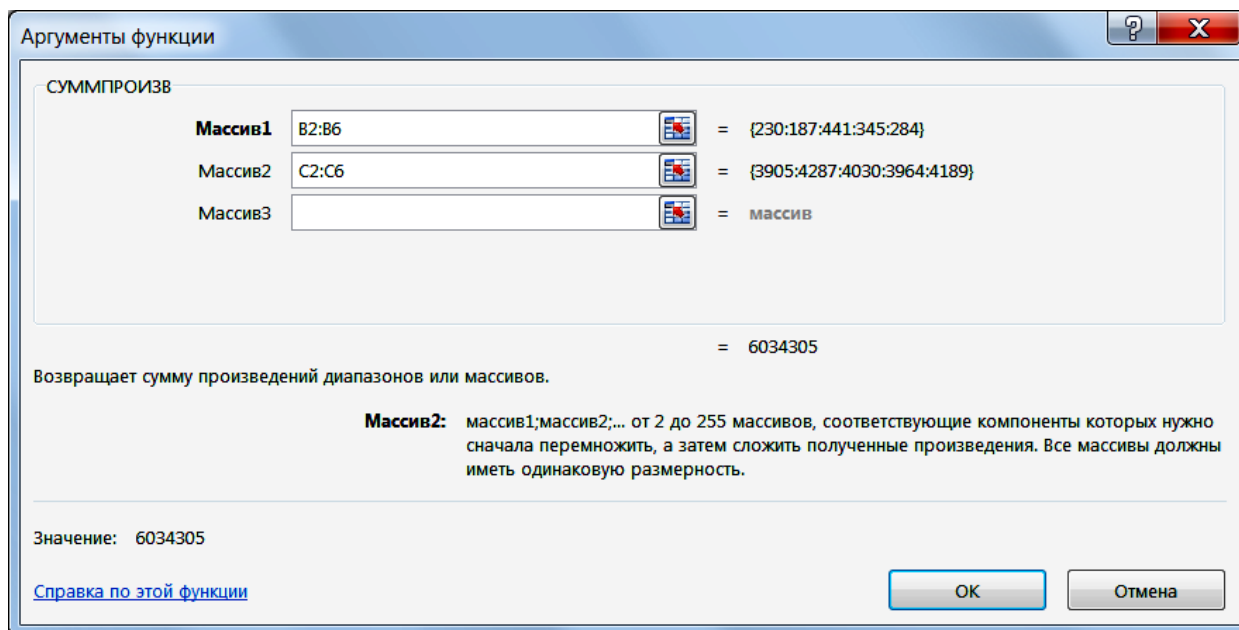 Аргументы функции
СУММПРОИЗВ
Массив1 B2:B6 = {230:187:441:345:284}
Массив2 C2:C6 = {3905:4287:4030:3964:4189}
Массив3 = массив
= 6034305
Возвращает сумму произведений диапазонов или массивов.
Массив2: массив1;массив2;... от 2 до 255 массивов, соответствующие компоненты которых нужно
сначала перемножить, а затем сложить полученные произведения. Все массивы должны
иметь одинаковую размерность.
Значение: 6034305
Справка по этой функции ОК Отмена